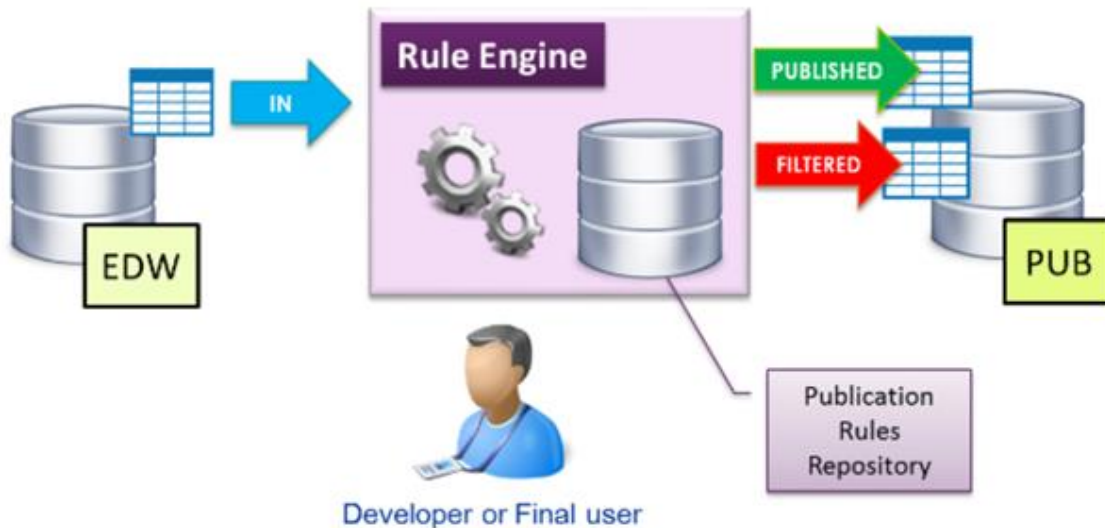 Rule Engine
IN
PUBLISHED
FILTERED
EDW
PUB
Publication
Rules
Repository
Developer or Final user